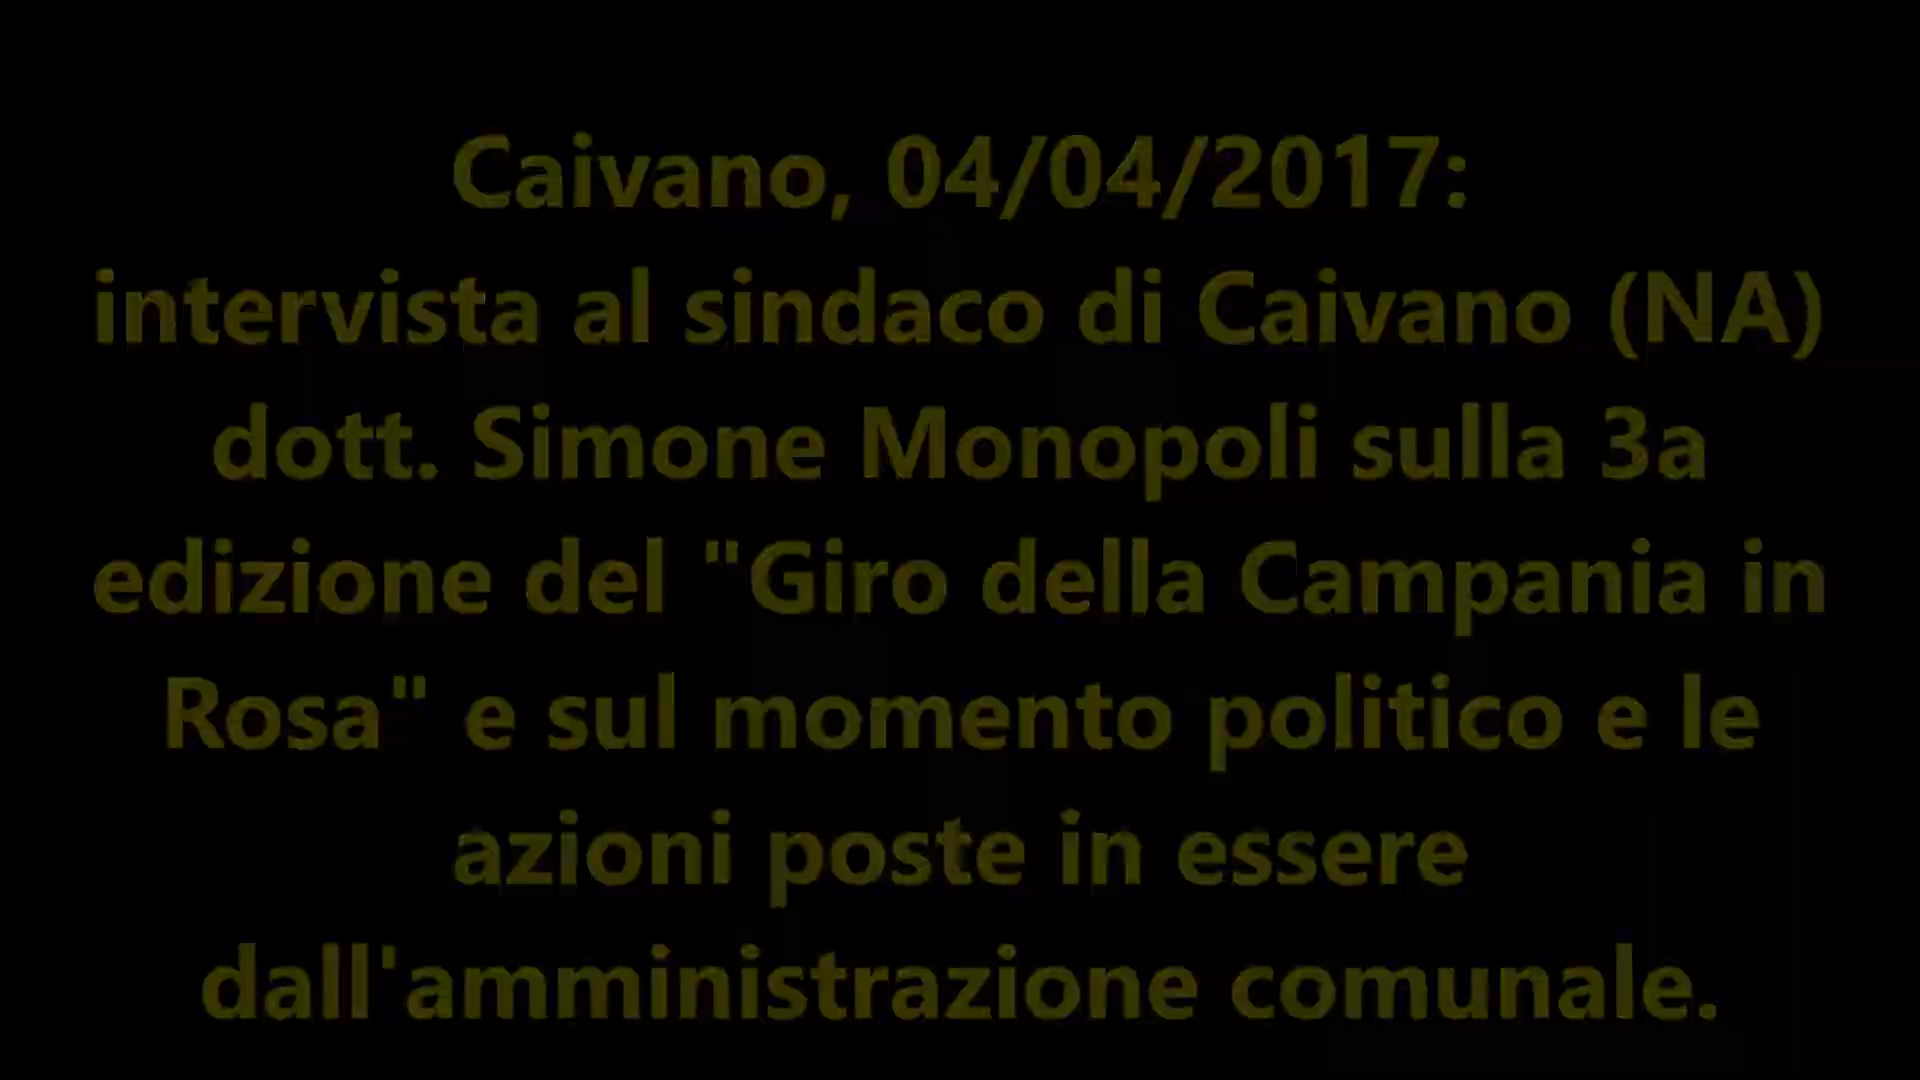 Caivano, 04/04/2017:
intervista al sindaco di Caivano (NA)
dott. Simone Monopoli sulla 3a
edizione del "Giro della Campania in
Rosa" e sul momento politico e le
azioni poste in essere
dall'amministrazione comunale.